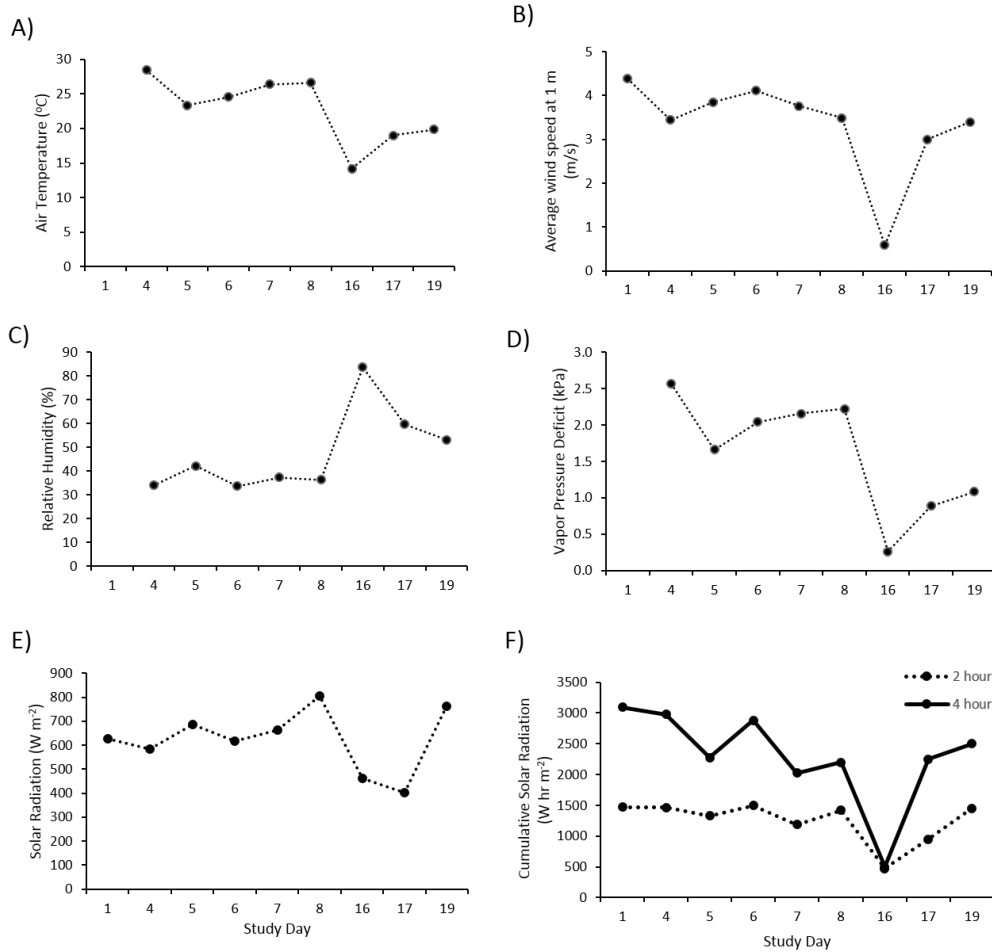 A)
Air Temperature (°C)
30
25
20
15
10
5
0
1 4 5 6 7 8 16 17 19
B)
Average wind speed at 1 m
(m/s)
5
4
3
2
1
0
1 4 5 6 7 8 16 17 19
C)
Relative Humidity (%)
90
80
70
60
50
40
30
20
10
0
1 4 5 6 7 8 16 17 19
D)
Vapor Pressure Deficit (kPa)
3.0
2.5
2.0
1.5
1.0
0.5
0.0
1 4 5 6 7 8 16 17 19
E)
Solar Radiation (W m-2)
900
800
700
600
500
400
300
200
100
0
1 4 5 6 7 8 16 17 19
Study Day
F)
2 hour
4 hour
Cumulative Solar Radiation
(W hr m-2)
3500
3000
2500
2000
1500
1000
500
0
1 4 5 6 7 8 16 17 19
Study Day